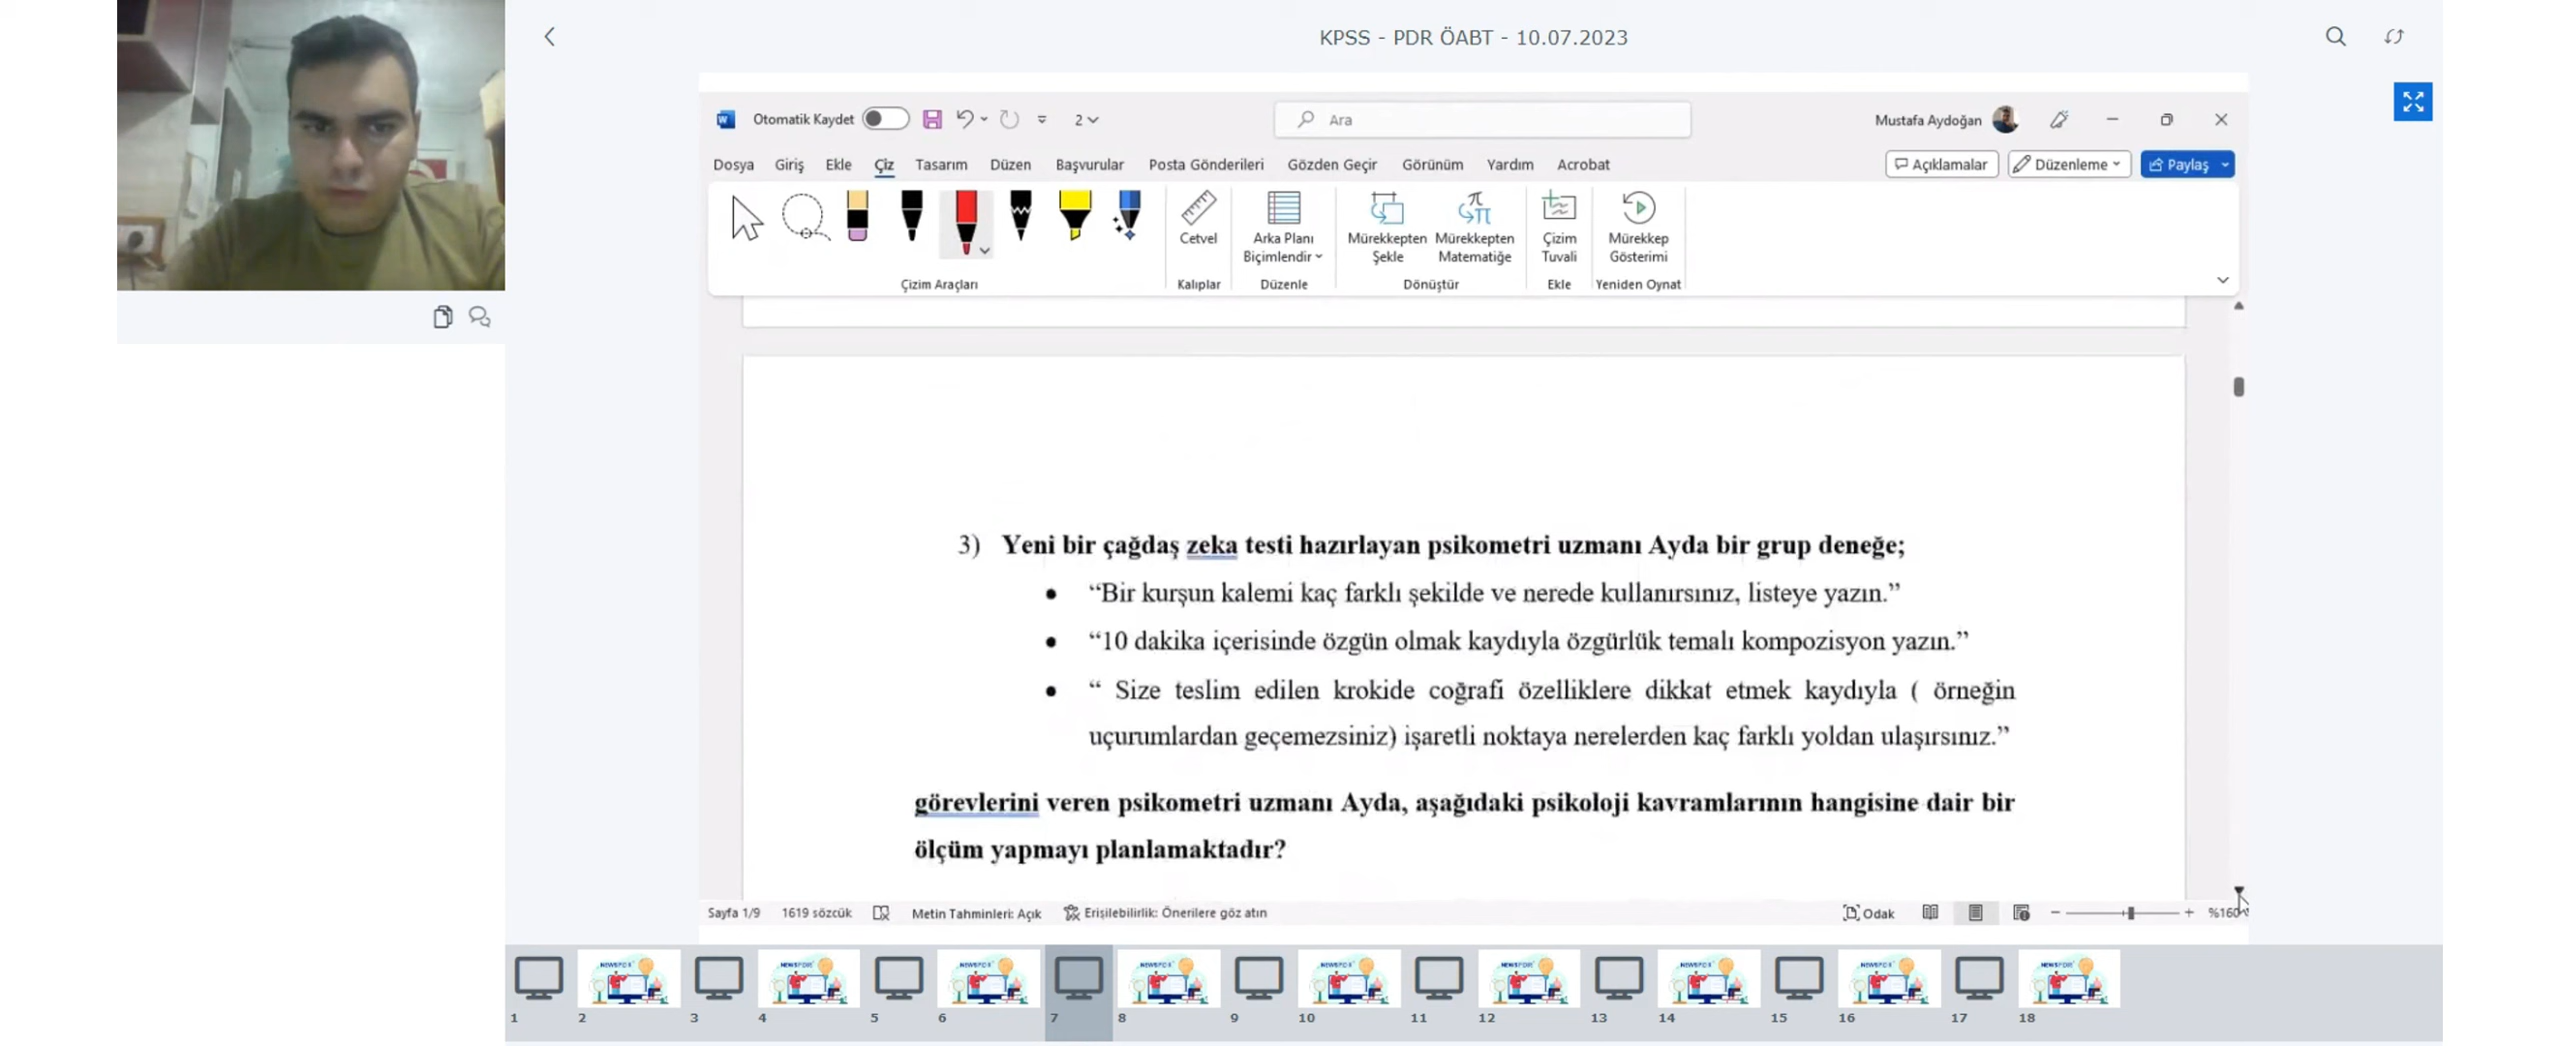 KPSS - PDR ÖABT - 10.07.2023
Otomatik Kaydet
2
Ara
Mustafa Aydoğan
Dosya Giriş Ekle Çiz Tasarım Düzen Başvurular Posta Gönderileri Gözden Geçir Görünüm Yardım Acrobat
Açıklamalar Düzenleme Paylaş
Cetvel
Arka Planı Biçimlendir
Mürekkepten Şekle
Mürekkepten Matematiğe
Çizim Tuvali
Mürekkep Gösterimi
Çizim Araçları Kalıplar Düzenle Dönüştür Ekle Yeniden Oynat
3) Yeni bir çağdaş zeka testi hazırlayan psikometri uzmanı Ayda bir grup deneğe;
• “Bir kurşun kalemi kaç farklı şekilde ve nerede kullanırsınız, listeye yazın.”
• “10 dakika içerisinde özgün olmak kaydıyla özgürlük temalı kompozisyon yazın.”
• “ Size teslim edilen krokide coğrafi özelliklere dikkat etmek kaydıyla ( örneğin
uçurumlardan geçemezsiniz) işaretli noktaya nerelerden kaç farklı yoldan ulaşırsınız.”
görevlerini veren psikometri uzmanı Ayda, aşağıdaki psikoloji kavramlarının hangisine dair bir
ölçüm yapmayı planlamaktadır?
Sayfa 1/9 1619 sözcük Metin Tahminleri: Açık Erişilebilirlik: Önerilere göz atın Odak %160
1 2 3 4 5 6 7 8 9 10 11 12 13 14 15 16 17 18